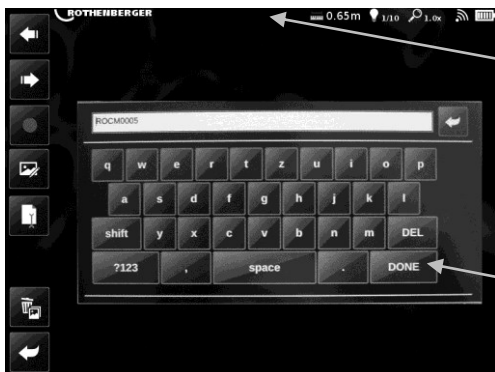 ROTHENBERGER 0.65m 1/10 1.0x
ROCM0005
q w e r t z u i o p
a s d f g h j k l
shift y x c v b n m DEL
?123 , space . DONE